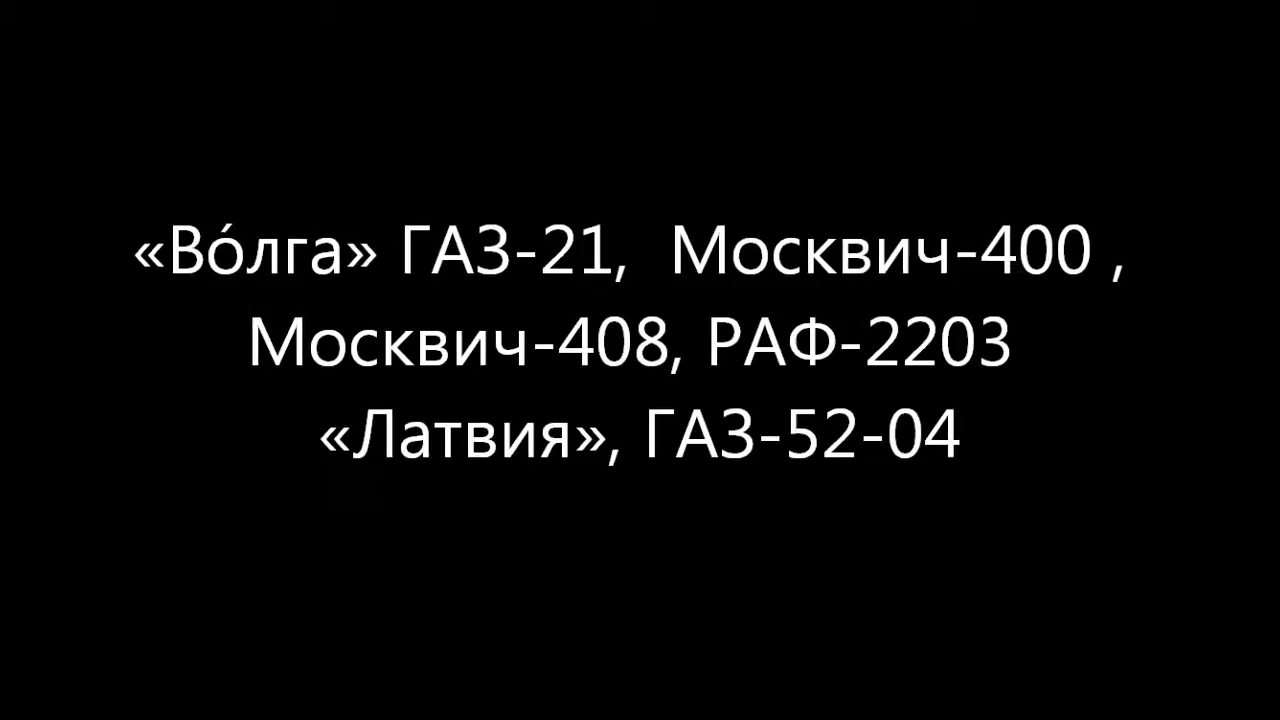 «Во́лга» ГАЗ-21,  Москвич-400 ,
Москвич-408, РАФ-2203
«Латвия», ГАЗ-52-04